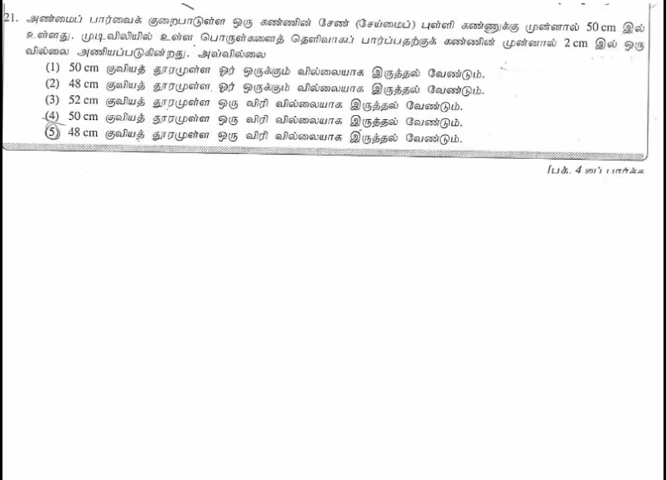 21. அண்மைப் பார்வைக் குறைபாடுள்ள ஒரு கண்ணின் சேண் (சேய்மைப்) புள்ளி கண்ணுக்கு முன்னால் 50 cm இல்
உள்ளது. முடிவிலியில் உள்ள பொருள்களைத் தெளிவாகப் பார்ப்பதற்குக் கண்ணின் முன்னால் 2 cm இல் ஒரு
வில்லை அணியப்படுகின்றது. அவ்வில்லை
(1) 50 cm குவியத் தூரமுள்ள ஓர் ஒருக்கும் வில்லையாக இருத்தல் வேண்டும்.
(2) 48 cm குவியத் தூரமுள்ள ஓர் ஒருக்கும் வில்லையாக இருத்தல் வேண்டும்.
(3) 52 cm குவியத் தூரமுள்ள ஒரு விரி வில்லையாக இருத்தல் வேண்டும்.
(4) 50 cm குவியத் தூரமுள்ள ஒரு விரி வில்லையாக இருத்தல் வேண்டும்.
(5) 48 cm குவியத் தூரமுள்ள ஒரு விரி வில்லையாக இருத்தல் வேண்டும்.
[பக். 4 ஐப் பார்க்க